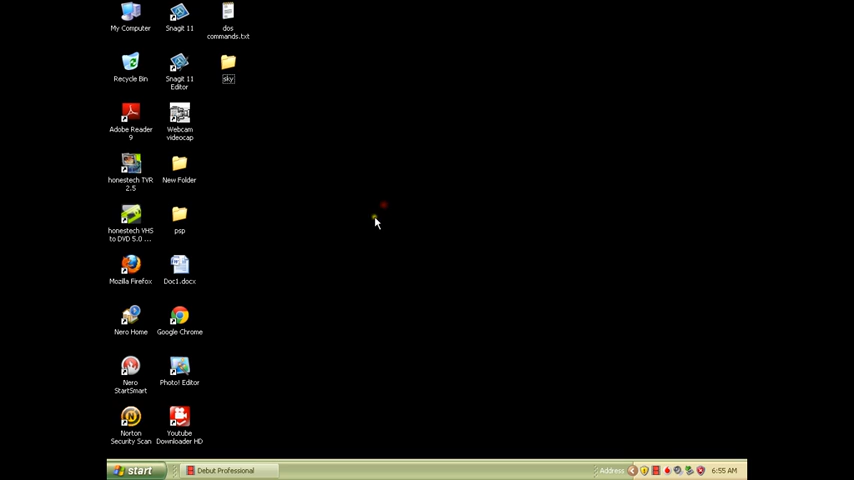 My Computer
Snagit 11
dos
commands.txt
Recycle Bin
Snagit 11
Editor
sky
Adobe Reader
9
Webcam
videocap
honestech TVR
2.5
New Folder
honestech VHS
to DVD 5.0 ...
psp
Mozilla Firefox
Doc1.docx
Nero Home
Google Chrome
Nero
StartSmart
Photo! Editor
Norton
Security Scan
Youtube
Downloader HD
start
Debut Professional
Address
6:55 AM